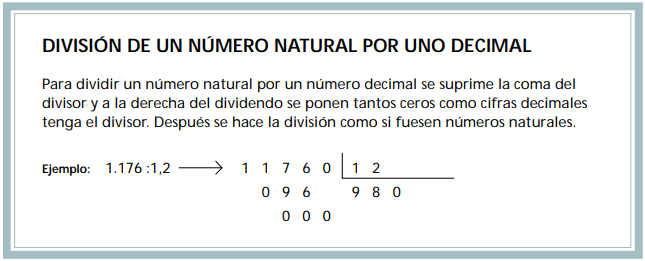 DIVISIÓN DE UN NÚMERO NATURAL POR UNO DECIMAL
Para dividir un número natural por un número decimal se suprime la coma del
divisor y a la derecha del dividendo se ponen tantos ceros como cifras decimales
tenga el divisor. Después se hace la división como si fuesen números naturales.
Ejemplo: 1.176 :1,2 → 1 1 7 6 0 1 2
0 9 6 9 8 0
0 0 0